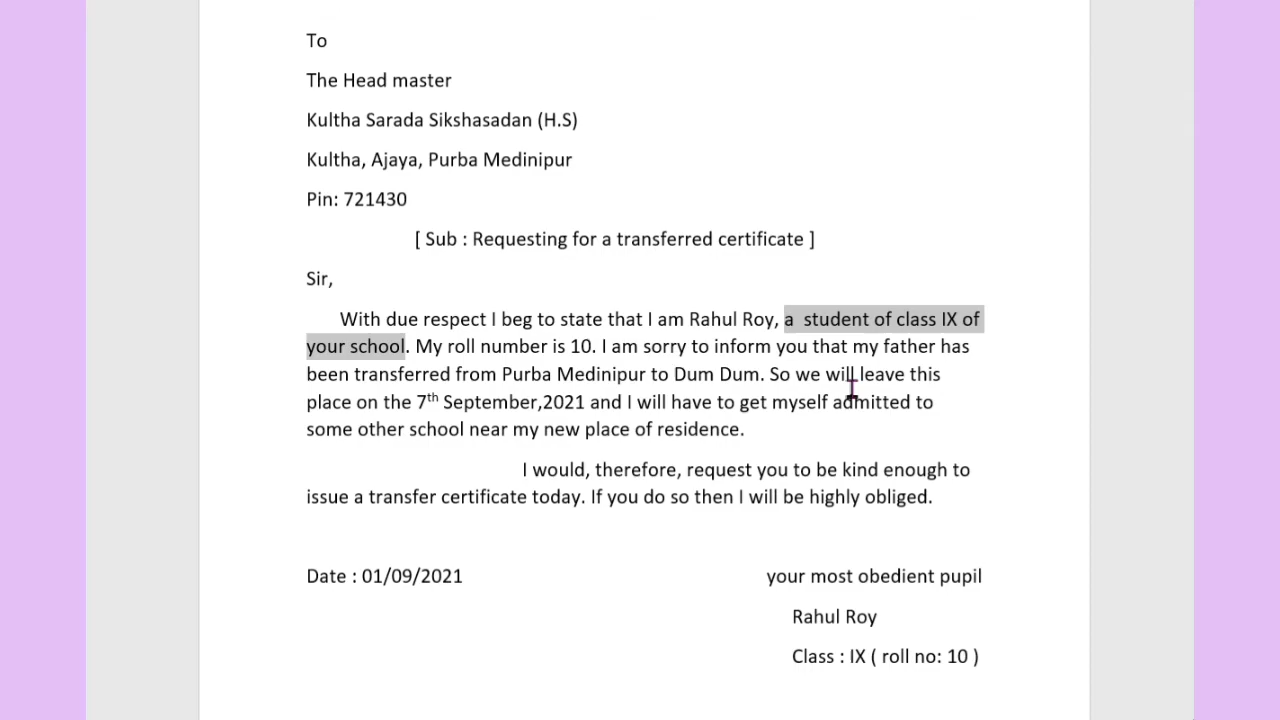 To
The Head master
Kultha Sarada Sikshasadan (H.S)
Kultha, Ajaya, Purba Medinipur
Pin: 721430
[ Sub : Requesting for a transferred certificate ]
Sir,
With due respect I beg to state that I am Rahul Roy, a  student of class IX of
your school. My roll number is 10. I am sorry to inform you that my father has
been transferred from Purba Medinipur to Dum Dum. So we will leave this
place on the 7th September,2021 and I will have to get myself admitted to
some other school near my new place of residence.
I would, therefore, request you to be kind enough to
issue a transfer certificate today. If you do so then I will be highly obliged.
Date : 01/09/2021 your most obedient pupil
Rahul Roy
Class : IX ( roll no: 10 )